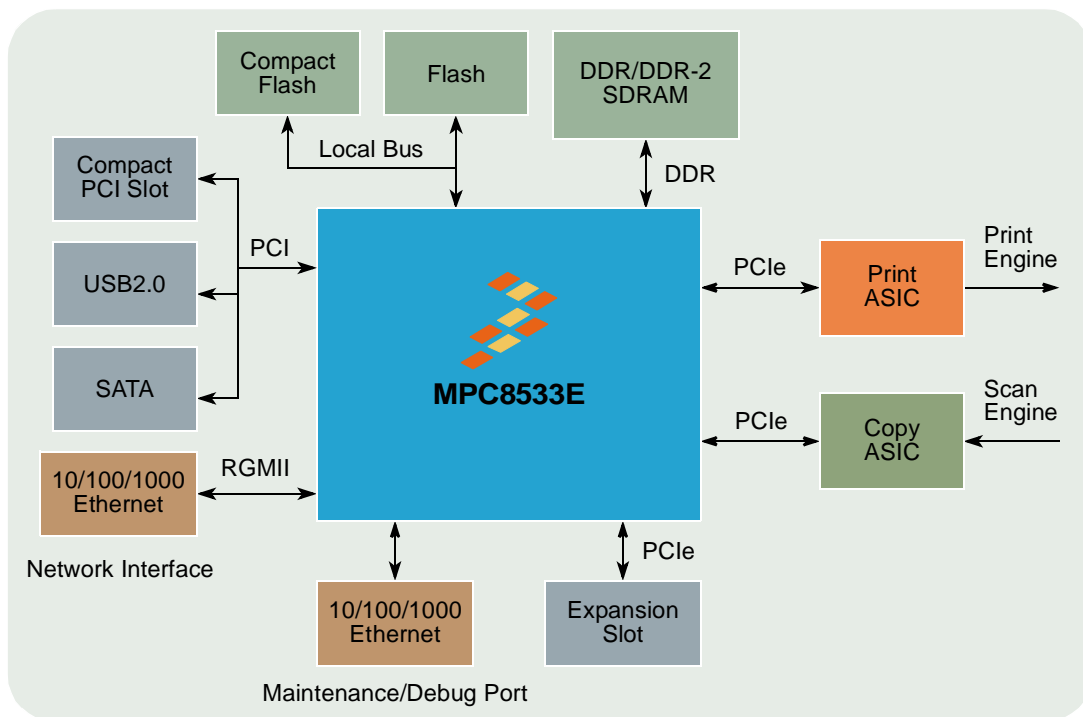 Compact
Flash
Flash
DDR/DDR-2
SDRAM
Local Bus
DDR
Compact
PCI Slot
PCI
USB2.0
SATA
MPC8533E
PCIe
Print
ASIC
Print
Engine
PCIe
Copy
ASIC
Scan
Engine
10/100/1000
Ethernet
RGMII
Network Interface
10/100/1000
Ethernet
Maintenance/Debug Port
PCIe
Expansion
Slot